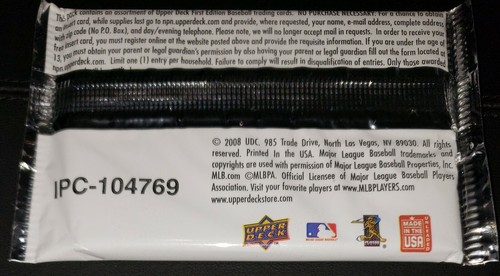 This pack contains an assortment of Upper Deck First Edition Baseball trading cards. NO PURCHASE NECESSARY. For a chance to obtain an
insert card, while supplies last go to npn.upperdeck.com and provide, where requested, your name, e-mail address, complete address
with zip code (No P.O. Box), and day/evening telephone. Please note, we will no longer accept mail in requests. In order to receive your
free insert card, you must register online at the website posted above and provide the requisite information. If you are under the age of
13, you must obtain your parent or legal guardian's permission by also having your parent or legal guardian fill out the form located
npn.upperdeck.com. Limit (1) entry per household. Failure to comply will result in disqualification of entries. Only those awarded
IPC-104769
© 2008 UDC. 985 Trade Drive, North Las Vegas, NV 89030. All rights
reserved. Printed In the USA. Major League Baseball trademarks and
copyrights are used with permission of Major League Baseball Properties, Inc.
MLB.com ©MLBPA. Official Licensee of Major League Baseball Players
Association. Visit your favorite players at www.MLBPLAYERS.com
www.upperdeckstore.com
UPPER
DECK
MADE
IN THE
USA